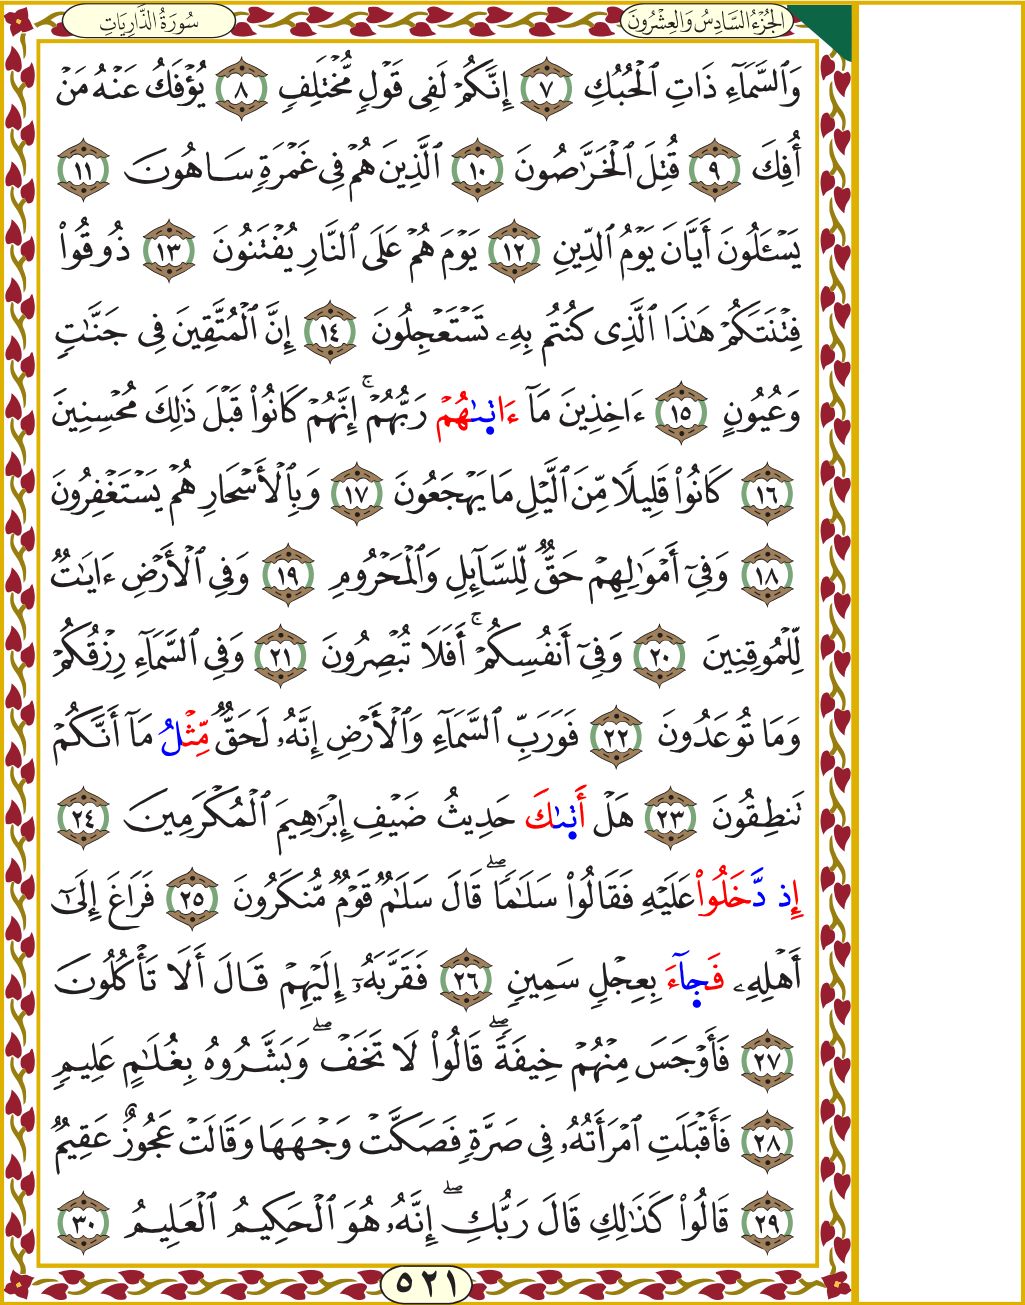 الجُزْءُ السَّادِسُ وَالعِشْرُونَ
سُورَةُ الذَّارِيَاتِ
وَٱلسَّمَآءِ ذَاتِ ٱلۡحُبُكِ ٧ إِنَّكُمۡ لَفِي قَوۡلٖ مُّخۡتَلِفٖ ٨ يُؤۡفَكُ عَنۡهُ مَنۡ
أُفِكَ ٩ قُتِلَ ٱلۡخَرَّٰصُونَ ١٠ ٱلَّذِينَ هُمۡ فِي غَمۡرَةٖ سَاهُونَ ١١
يَسۡـَٔلُونَ أَيَّانَ يَوۡمُ ٱلدِّينِ ١٢ يَوۡمَ هُمۡ عَلَى ٱلنَّارِ يُفۡتَنُونَ ١٣ ذُوقُواْ
فِتۡنَتَكُمۡ هَٰذَا ٱلَّذِي كُنتُم بِهِۦ تَسۡتَعۡجِلُونَ ١٤ إِنَّ ٱلۡمُتَّقِينَ فِي جَنَّٰتٖ
وَعُيُونٍ ١٥ ءَاخِذِينَ مَآ ءَاتىٰهُمۡ رَبُّهُمۡۚ إِنَّهُمۡ كَانُواْ قَبۡلَ ذَٰلِكَ مُحۡسِنِينَ
١٦ كَانُواْ قَلِيلٗا مِّنَ ٱلَّيۡلِ مَا يَهۡجَعُونَ ١٧ وَبِٱلۡأَسۡحَارِ هُمۡ يَسۡتَغۡفِرُونَ
١٨ وَفِيٓ أَمۡوَٰلِهِمۡ حَقّٞ لِّلسَّآئِلِ وَٱلۡمَحۡرُومِ ١٩ وَفِي ٱلۡأَرۡضِ ءَايَٰتٞ
لِّلۡمُوقِنِينَ ٢٠ وَفِيٓ أَنفُسِكُمۡۚ أَفَلَا تُبۡصِرُونَ ٢١ وَفِي ٱلسَّمَآءِ رِزۡقُكُمۡ
وَمَا تُوعَدُونَ ٢٢ فَوَرَبِّ ٱلسَّمَآءِ وَٱلۡأَرۡضِ إِنَّهُۥ لَحَقّٞ مِّثۡلُ مَآ أَنَّكُمۡ
تَنطِقُونَ ٢٣ هَلۡ أَتىٰكَ حَدِيثُ ضَيۡفِ إِبۡرَٰهِيمَ ٱلۡمُكۡرَمِينَ ٢٤
إِذ دَّخَلُواْ عَلَيۡهِ فَقَالُواْ سَلَٰمٗاۖ قَالَ سَلَٰمٞ قَوۡمٞ مُّنكَرُونَ ٢٥ فَرَاغَ إِلَىٰٓ
أَهۡلِهِۦ فَجَآءَ بِعِجۡلٖ سَمِينٖ ٢٦ فَقَرَّبَهُۥٓ إِلَيۡهِمۡ قَالَ أَلَا تَأۡكُلُونَ
٢٧ فَأَوۡجَسَ مِنۡهُمۡ خِيفَةٗۖ قَالُواْ لَا تَخَفۡۖ وَبَشَّرُوهُ بِغُلَٰمٍ عَلِيمٖ
٢٨ فَأَقۡبَلَتِ ٱمۡرَأَتُهُۥ فِي صَرَّةٖ فَصَكَّتۡ وَجۡهَهَا وَقَالَتۡ عَجُوزٌ عَقِيمٞ
٢٩ قَالُواْ كَذَٰلِكِ قَالَ رَبُّكِۖ إِنَّهُۥ هُوَ ٱلۡحَكِيمُ ٱلۡعَلِيمُ ٣٠
٥٢١